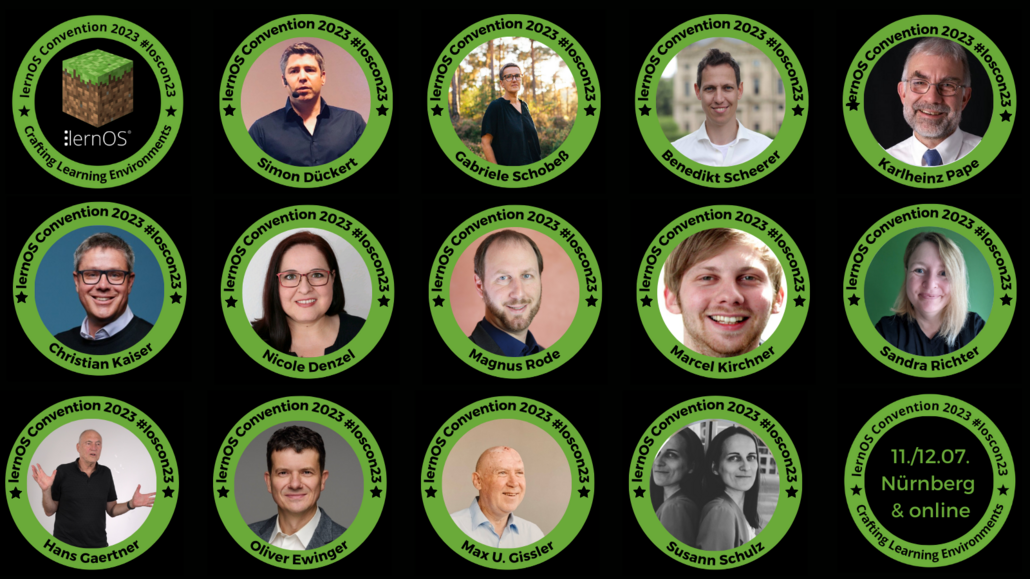 lernOS Convention 2023 #loscon23
lernOS®
Crafting Learning Environments
lernOS Convention 2023 #loscon23
Simon Dückert
lernOS Convention 2023 #loscon23
Gabriele Schobeß
lernOS Convention 2023 #loscon23
Benedikt Scheerer
lernOS Convention 2023 #loscon23
Karlheinz Pape
lernOS Convention 2023 #loscon23
Christian Kaiser
lernOS Convention 2023 #loscon23
Nicole Denzel
lernOS Convention 2023 #loscon23
Magnus Rode
lernOS Convention 2023 #loscon23
Marcel Kirchner
lernOS Convention 2023 #loscon23
Sandra Richter
lernOS Convention 2023 #loscon23
Hans Gaertner
lernOS Convention 2023 #loscon23
Oliver Ewinger
lernOS Convention 2023 #loscon23
Max U. Gissler
lernOS Convention 2023 #loscon23
Susann Schulz
lernOS Convention 2023 #loscon23
11./12.07.
Nürnberg
& online
Crafting Learning Environments